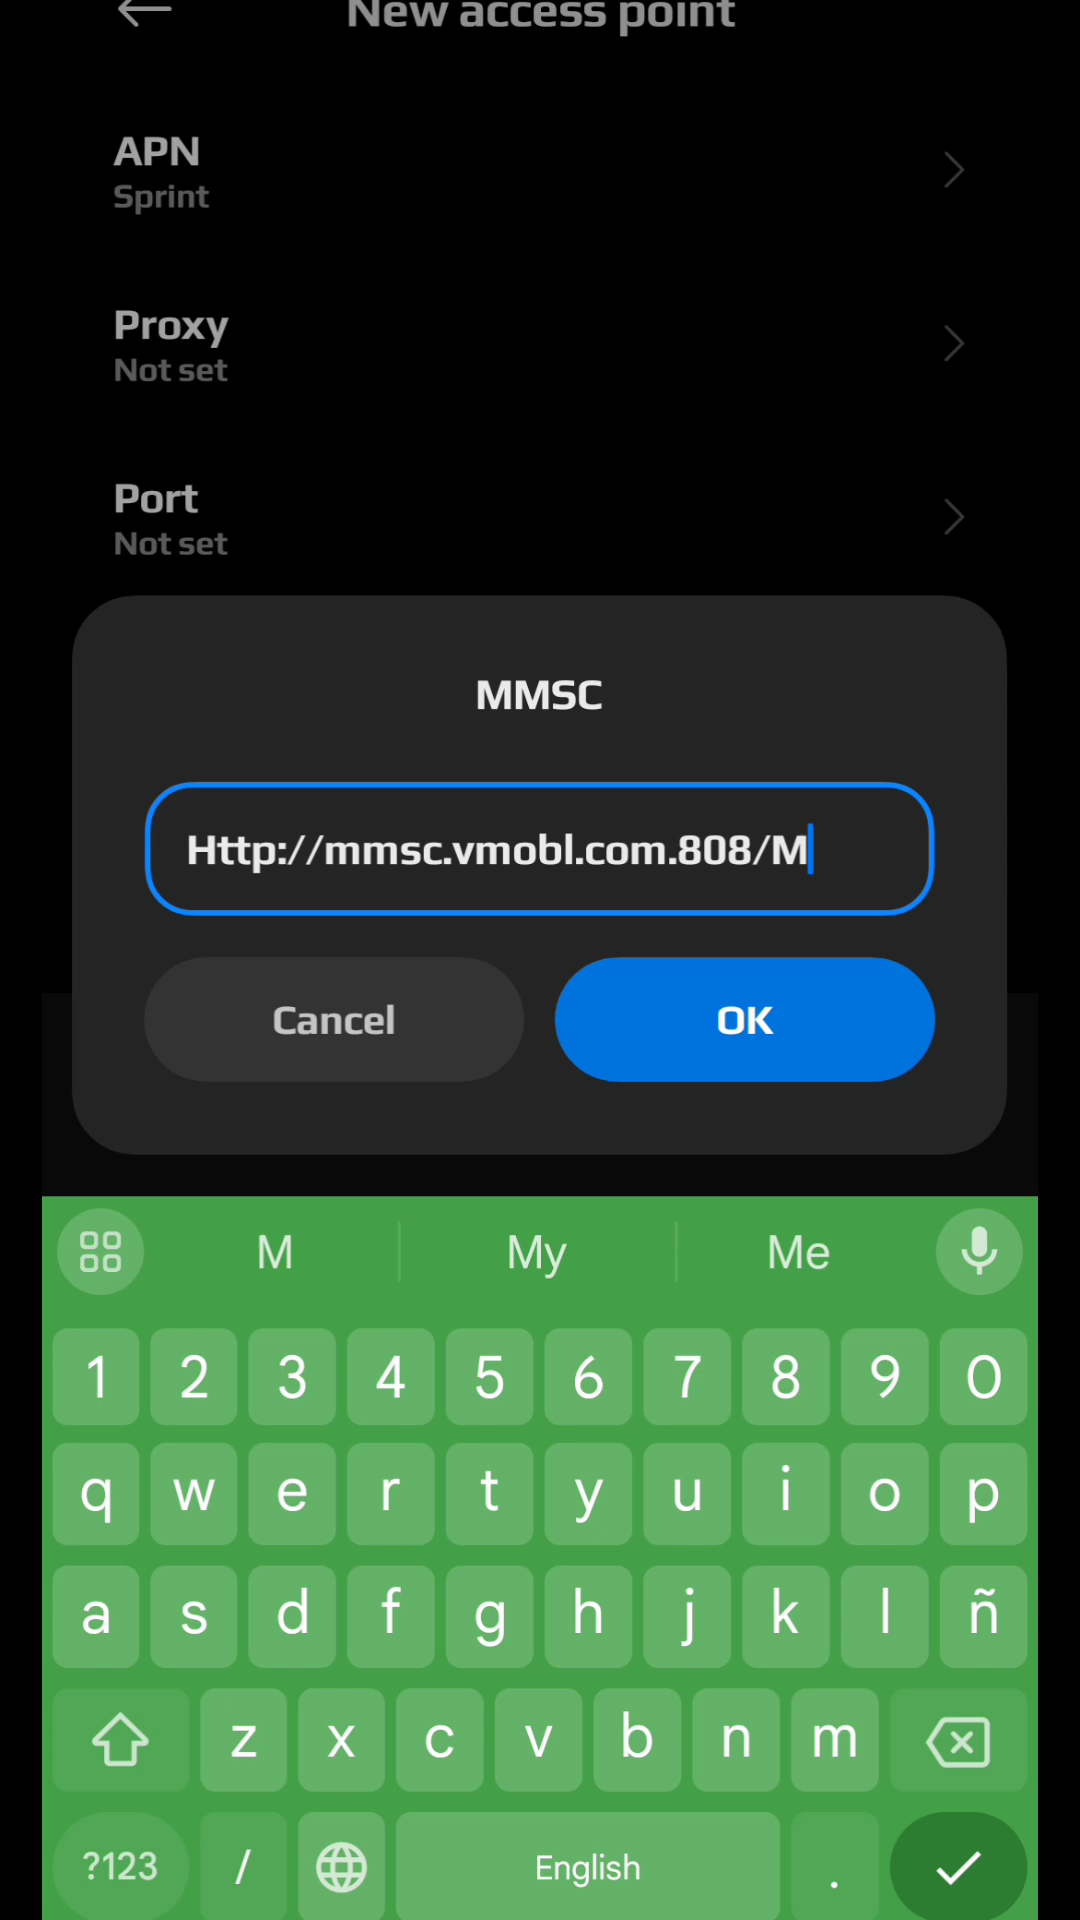 New access point
APN
Sprint
Proxy
Not set
Port
Not set
MMSC
Http://mmsc.vmobl.com.808/M
Cancel
OK
M My Me
1 2 3 4 5 6 7 8 9 0
q w e r t y u i o p
a s d f g h j k l ñ
z x c v b n m
?123 / English .